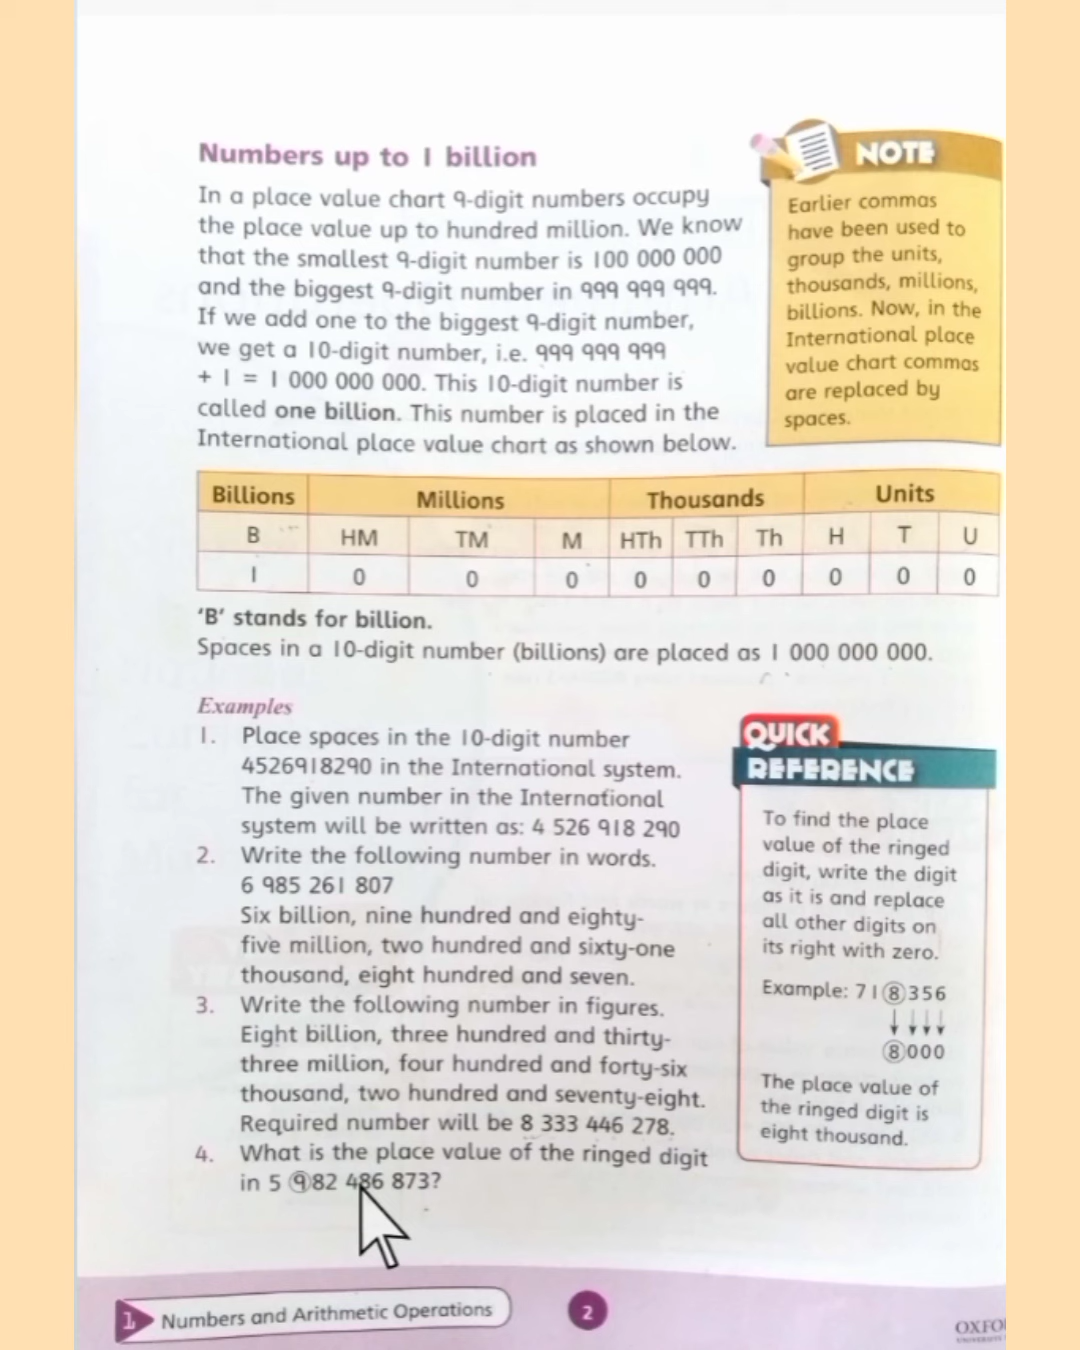 Numbers up to 1 billion
In a place value chart 9-digit numbers occupy
the place value up to hundred million. We know
that the smallest 9-digit number is 100 000 000
and the biggest 9-digit number in 999 999 999.
If we add one to the biggest 9-digit number,
we get a 10-digit number, i.e. 999 999 999
+ 1 = 1 000 000 000. This 10-digit number is
called one billion. This number is placed in the
International place value chart as shown below.
NOTE
Earlier commas
have been used to
group the units,
thousands, millions,
billions. Now, in the
International place
value chart commas
are replaced by
spaces.
Billions Millions Thousands Units
B HM TM M HTh TTh Th H T U
1 0 0 0 0 0 0 0 0 0
'B' stands for billion.
Spaces in a 10-digit number (billions) are placed as 1 000 000 000.
Examples
1. Place spaces in the 10-digit number
4526918290 in the International system.
The given number in the International
system will be written as: 4 526 918 290
2. Write the following number in words.
6 985 261 807
Six billion, nine hundred and eighty-
five million, two hundred and sixty-one
thousand, eight hundred and seven.
3. Write the following number in figures.
Eight billion, three hundred and thirty-
three million, four hundred and forty-six
thousand, two hundred and seventy-eight.
Required number will be 8 333 446 278.
4. What is the place value of the ringed digit
in 5 982 486 873?
QUICK
REFERENCE
To find the place
value of the ringed
digit, write the digit
as it is and replace
all other digits on
its right with zero.
Example: 718356
8000
The place value of
the ringed digit is
eight thousand.
1 Numbers and Arithmetic Operations
2